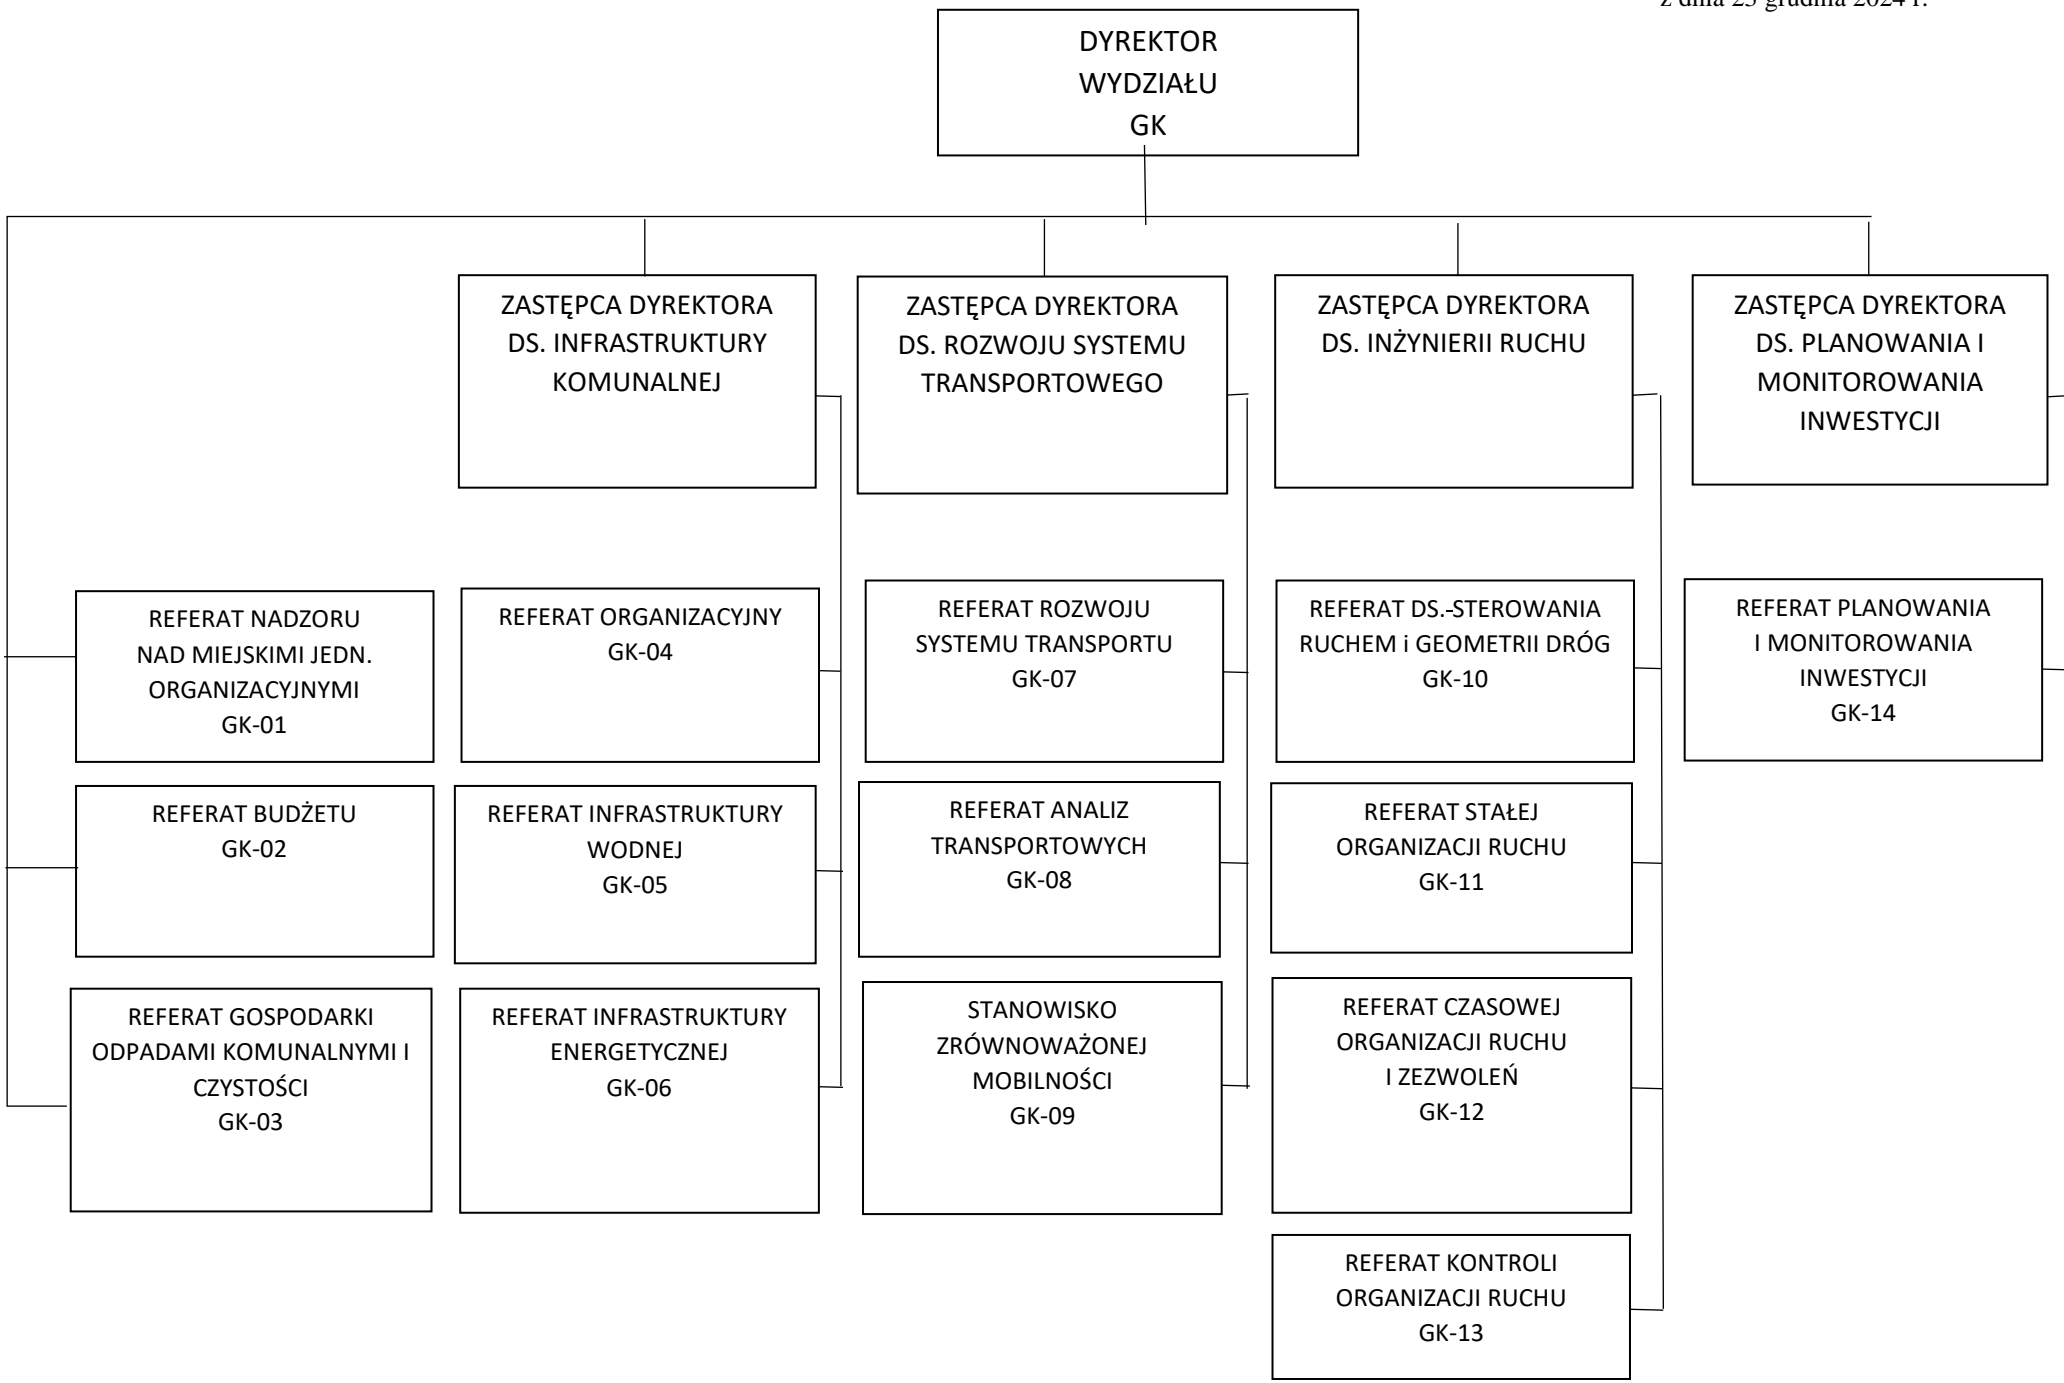 z dnia 23 grudnia 2024 r.
DYREKTOR
WYDZIAŁU
GK
ZASTĘPCA DYREKTORA
DS. INFRASTRUKTURY
KOMUNALNEJ
ZASTĘPCA DYREKTORA
DS. ROZWOJU SYSTEMU
TRANSPORTOWEGO
ZASTĘPCA DYREKTORA
DS. INŻYNIERII RUCHU
ZASTĘPCA DYREKTORA
DS. PLANOWANIA I
MONITOROWANIA
INWESTYCJI
REFERAT NADZORU
NAD MIEJSKIMI JEDN.
ORGANIZACYJNYMI
GK-01
REFERAT ORGANIZACYJNY
GK-04
REFERAT ROZWOJU
SYSTEMU TRANSPORTU
GK-07
REFERAT DS.-STEROWANIA
RUCHEM i GEOMETRII DRÓG
GK-10
REFERAT PLANOWANIA
I MONITOROWANIA
INWESTYCJI
GK-14
REFERAT BUDŻETU
GK-02
REFERAT INFRASTRUKTURY
WODNEJ
GK-05
REFERAT ANALIZ
TRANSPORTOWYCH
GK-08
REFERAT STAŁEJ
ORGANIZACJI RUCHU
GK-11
REFERAT GOSPODARKI
ODPADAMI KOMUNALNYMI I
CZYSTOŚCI
GK-03
REFERAT INFRASTRUKTURY
ENERGETYCZNEJ
GK-06
STANOWISKO
ZRÓWNOWAŻONEJ
MOBILNOŚCI
GK-09
REFERAT CZASOWEJ
ORGANIZACJI RUCHU
I ZEZWOLEŃ
GK-12
REFERAT KONTROLI
ORGANIZACJI RUCHU
GK-13